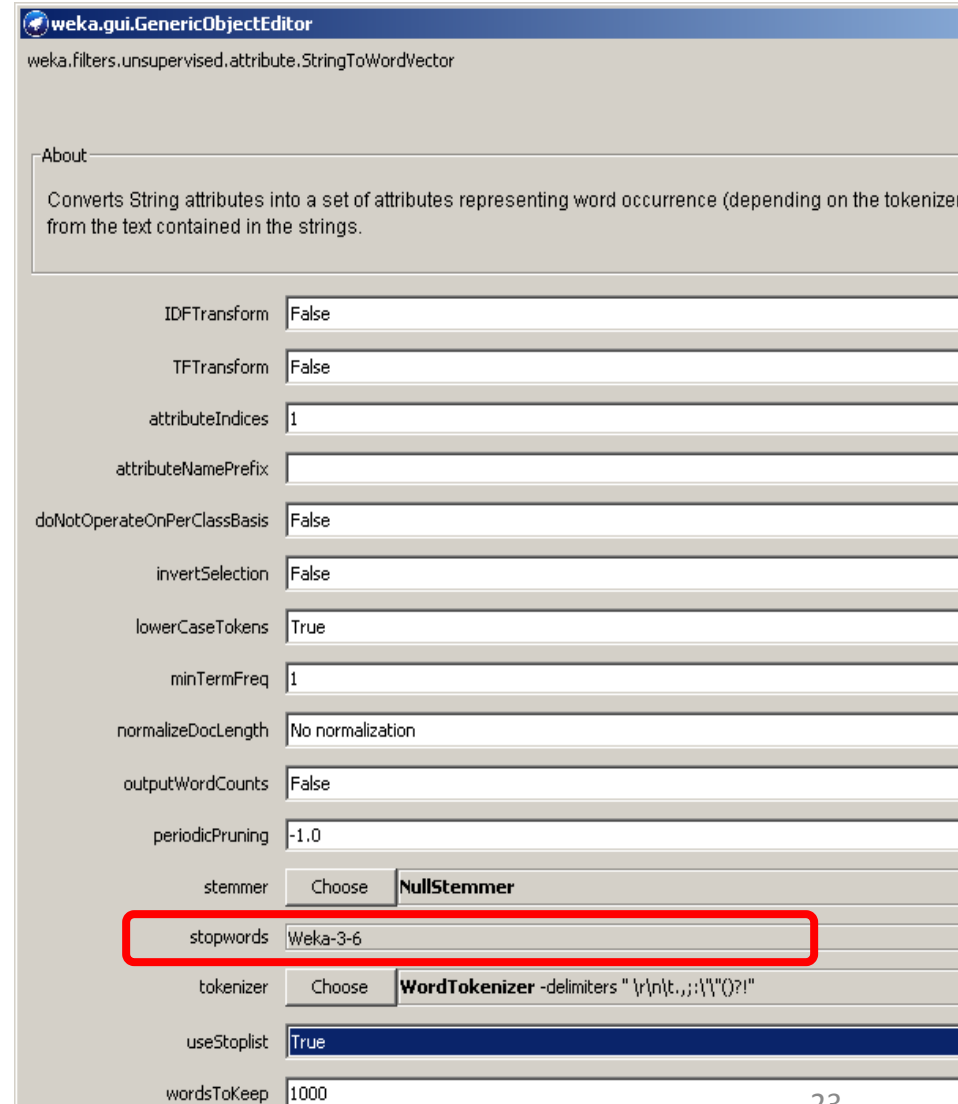 weka.gui.GenericObjectEditor
weka.filters.unsupervised.attribute.StringToWordVector
About
Converts String attributes into a set of attributes representing word occurrence (depending on the tokenizer
from the text contained in the strings.
IDFTransform False
TFTransform False
attributeIndices 1
attributeNamePrefix
doNotOperateOnPerClassBasis False
invertSelection False
lowerCaseTokens True
minTermFreq 1
normalizeDocLength No normalization
outputWordCounts False
periodicPruning -1.0
stemmer Choose NullStemmer
stopwords Weka-3-6
tokenizer Choose WordTokenizer -delimiters " \r\n\t.,;:\'\"()?!"
useStoplist True
wordsToKeep 1000
23